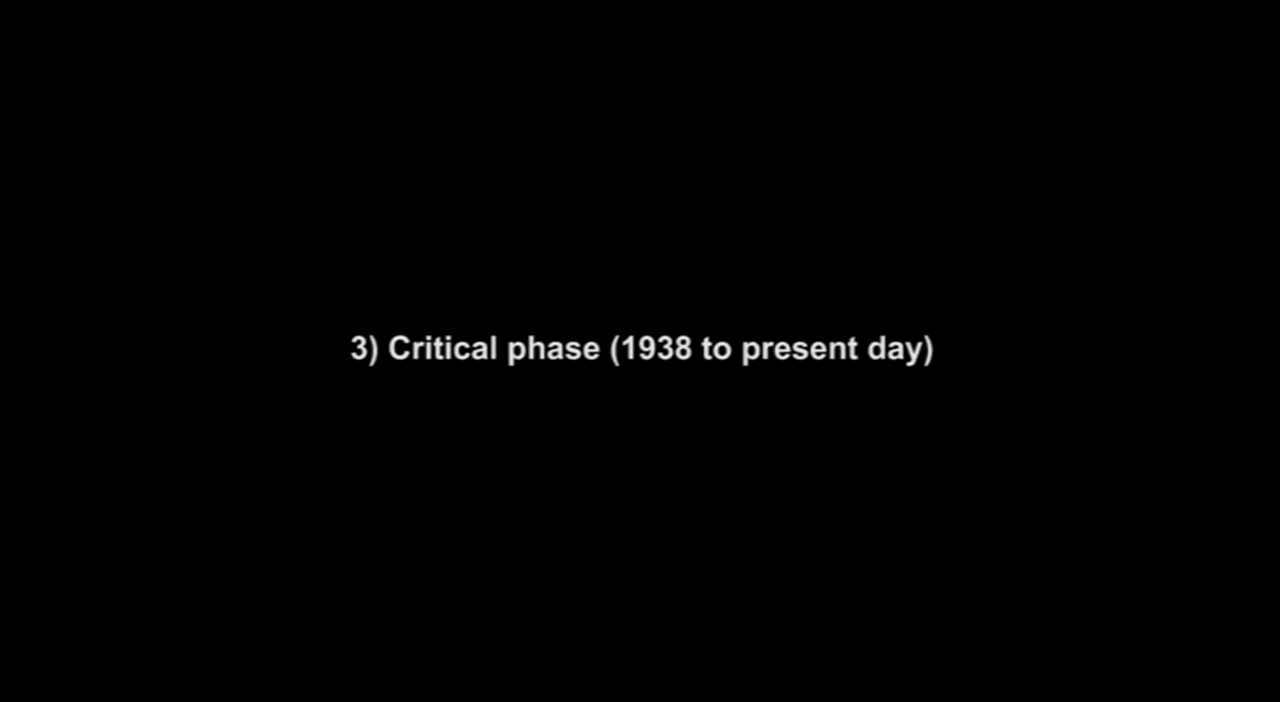 3) Critical phase (1938 to present day)